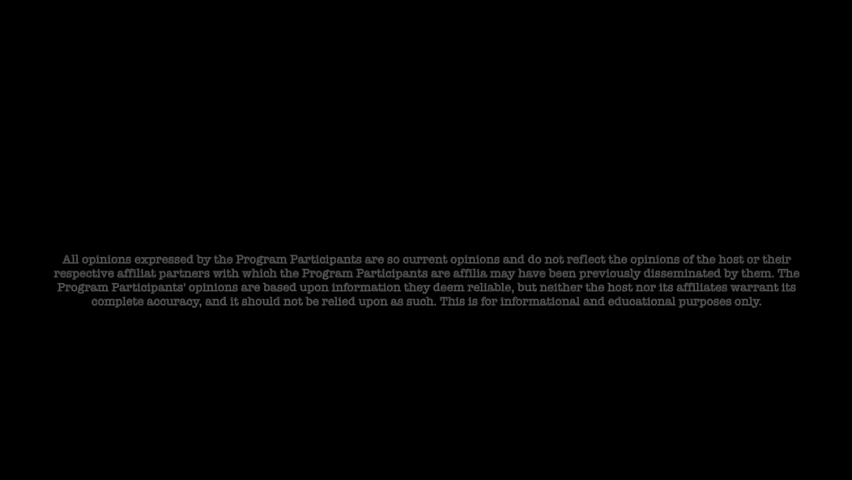 All opinions expressed by the Program Participants are so current opinions and do not reflect the opinions of the host or their
respective affiliat partners with which the Program Participants are affilia may have been previously disseminated by them. The
Program Participants' opinions are based upon information they deem reliable, but neither the host nor its affiliates warrant its
complete accuracy, and it should not be relied upon as such. This is for informational and educational purposes only.